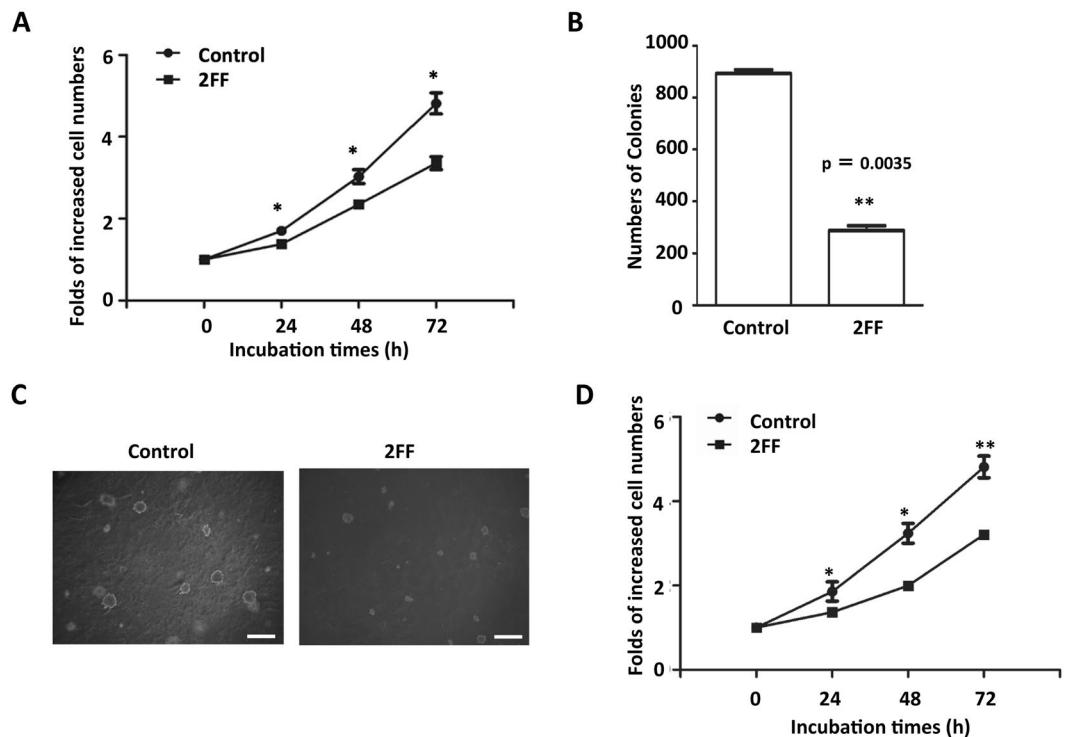 A
Folds of increased cell numbers
6
4
2
0
Control
2FF
*
*
*
0 24 48 72
Incubation times (h)
B
Numbers of Colonies
1000
800
600
400
200
0
p = 0.0035
**
Control 2FF
C
Control 2FF
D
Folds of increased cell numbers
6
4
2
0
Control
2FF
**
*
*
0 24 48 72
Incubation times (h)